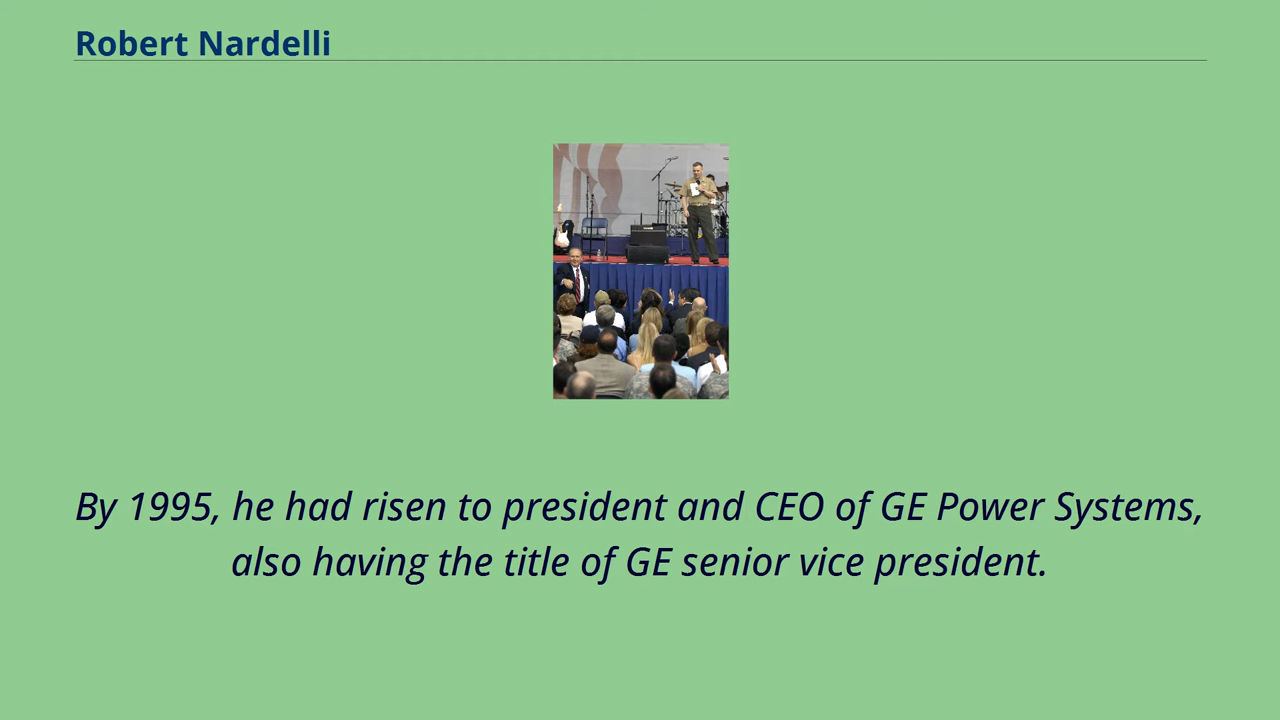 Robert Nardelli
By 1995, he had risen to president and CEO of GE Power Systems,
also having the title of GE senior vice president.